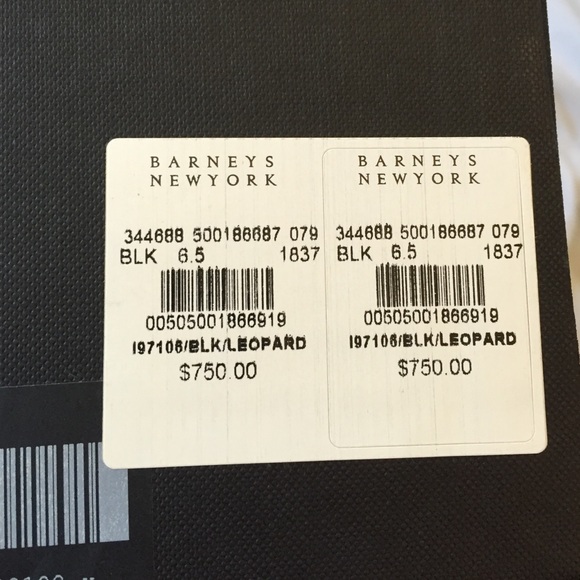 BARNEYS
NEWYORK
344688 500186687 079
BLK 6.5 1837
00505001866919
I97106/BLK/LEOPARD
$750.00
BARNEYS
NEWYORK
344688 500186687 079
BLK 6.5 1837
00505001866919
I97106/BLK/LEOPARD
$750.00